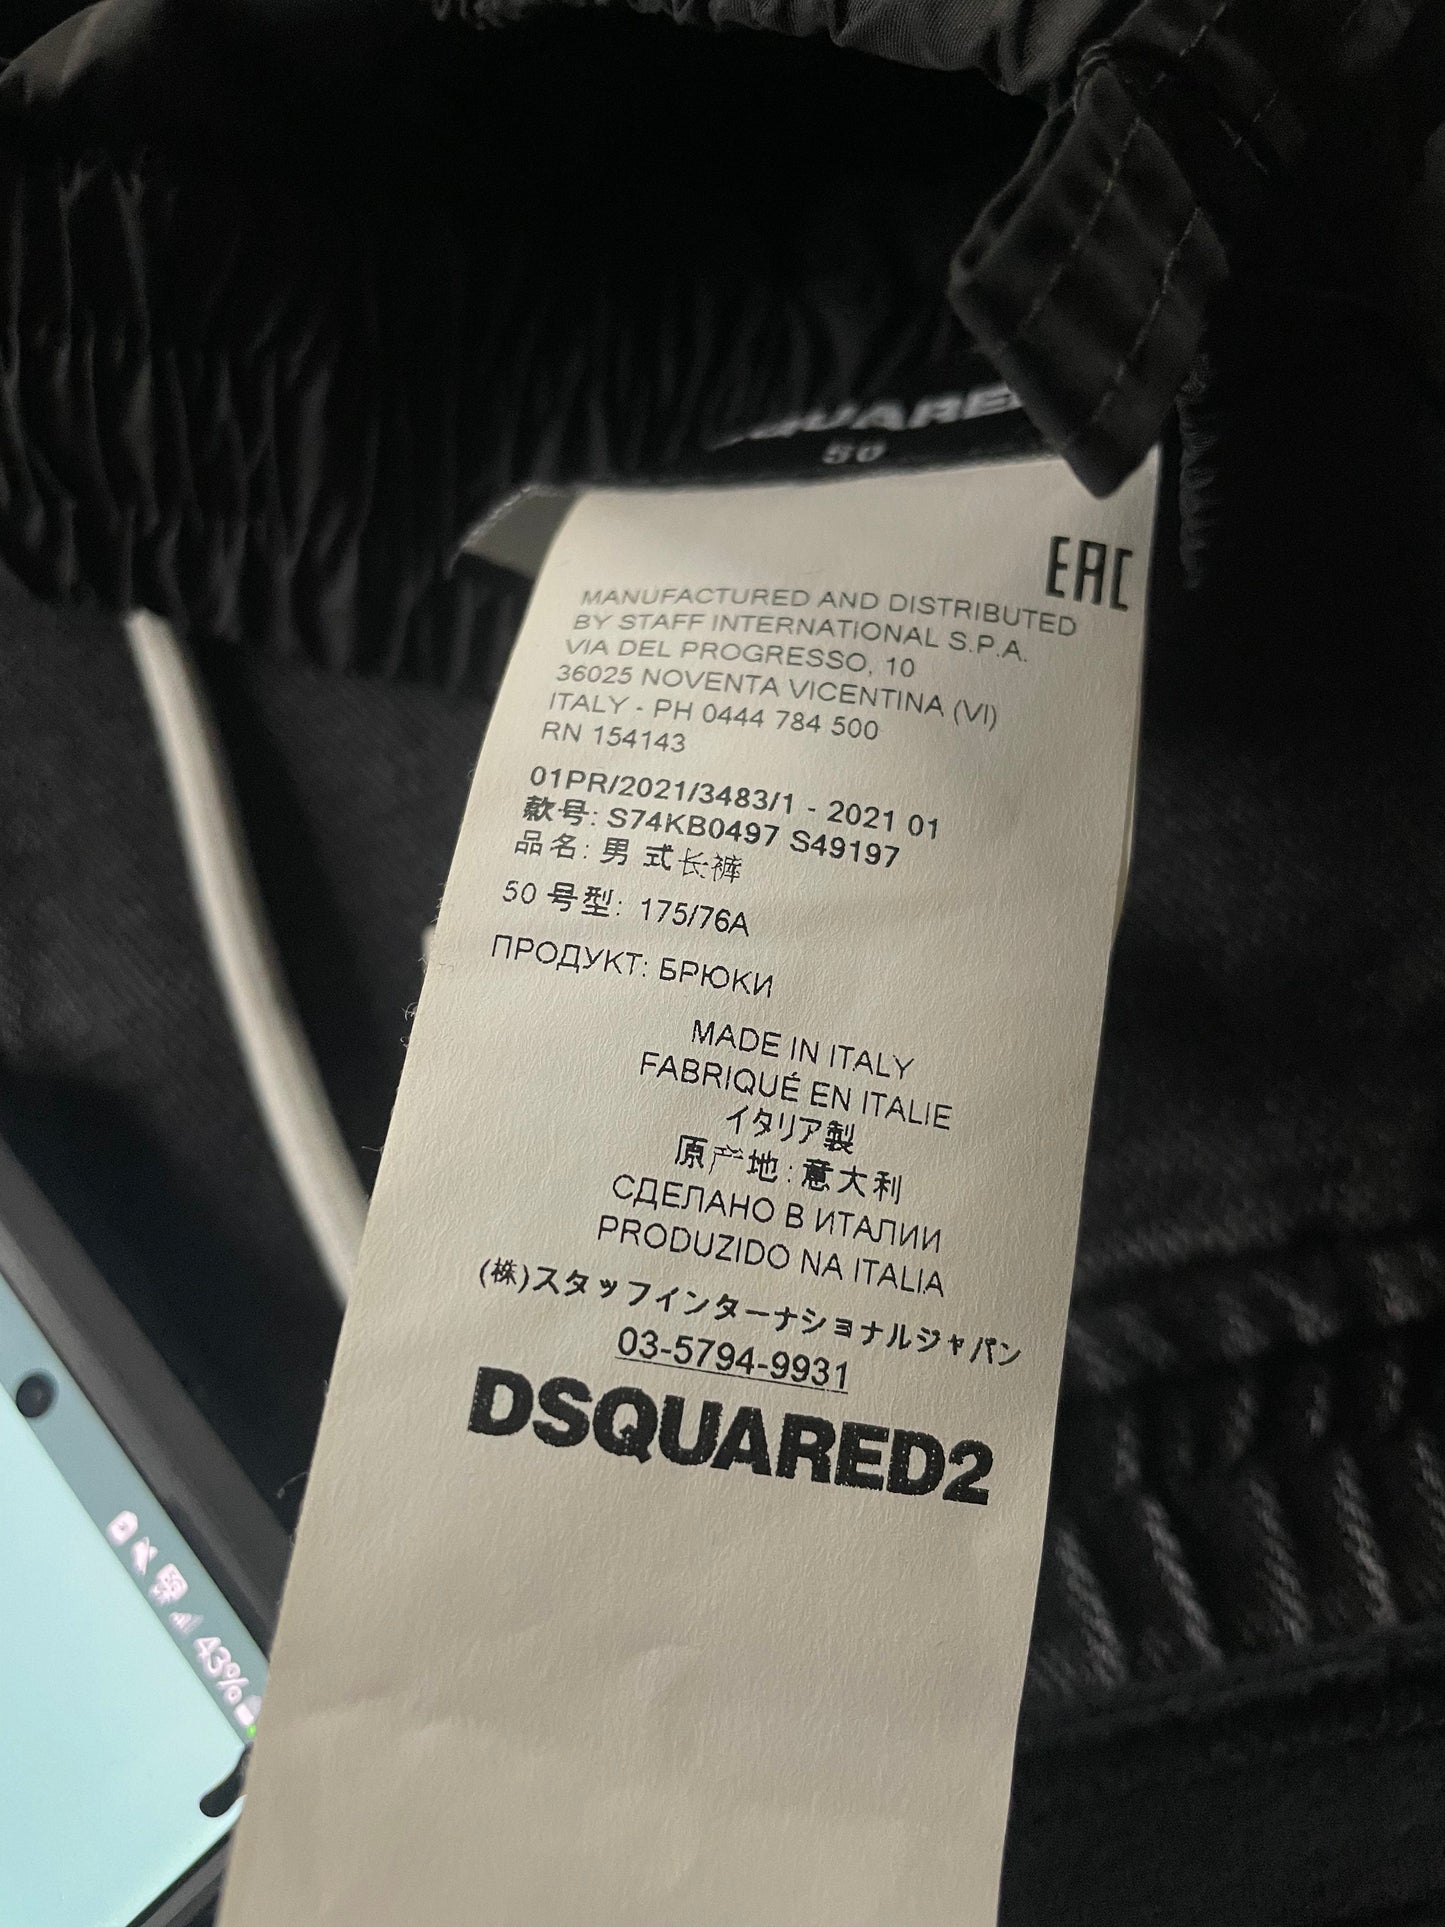 SQUARE
50
EAC
MANUFACTURED AND DISTRIBUTED
BY STAFF INTERNATIONAL S.P.A.
VIA DEL PROGRESSO, 10
36025 NOVENTA VICENTINA (VI)
ITALY - PH 0444 784 500
RN 154143
01PR/2021/3483/1 - 2021 01
款号: S74KB0497 S49197
品名: 男 式长裤
50 号型: 175/76A
ПРОДУКТ: БРЮКИ
MADE IN ITALY
FABRIQUÉ EN ITALIE
イタリア製
原产地: 意大利
СДЕЛАНО В ИТАЛИИ
PRODUZIDO NA ITALIA
(株)スタッフインターナショナルジャパン
03-5794-9931
DSQUARED2
43%